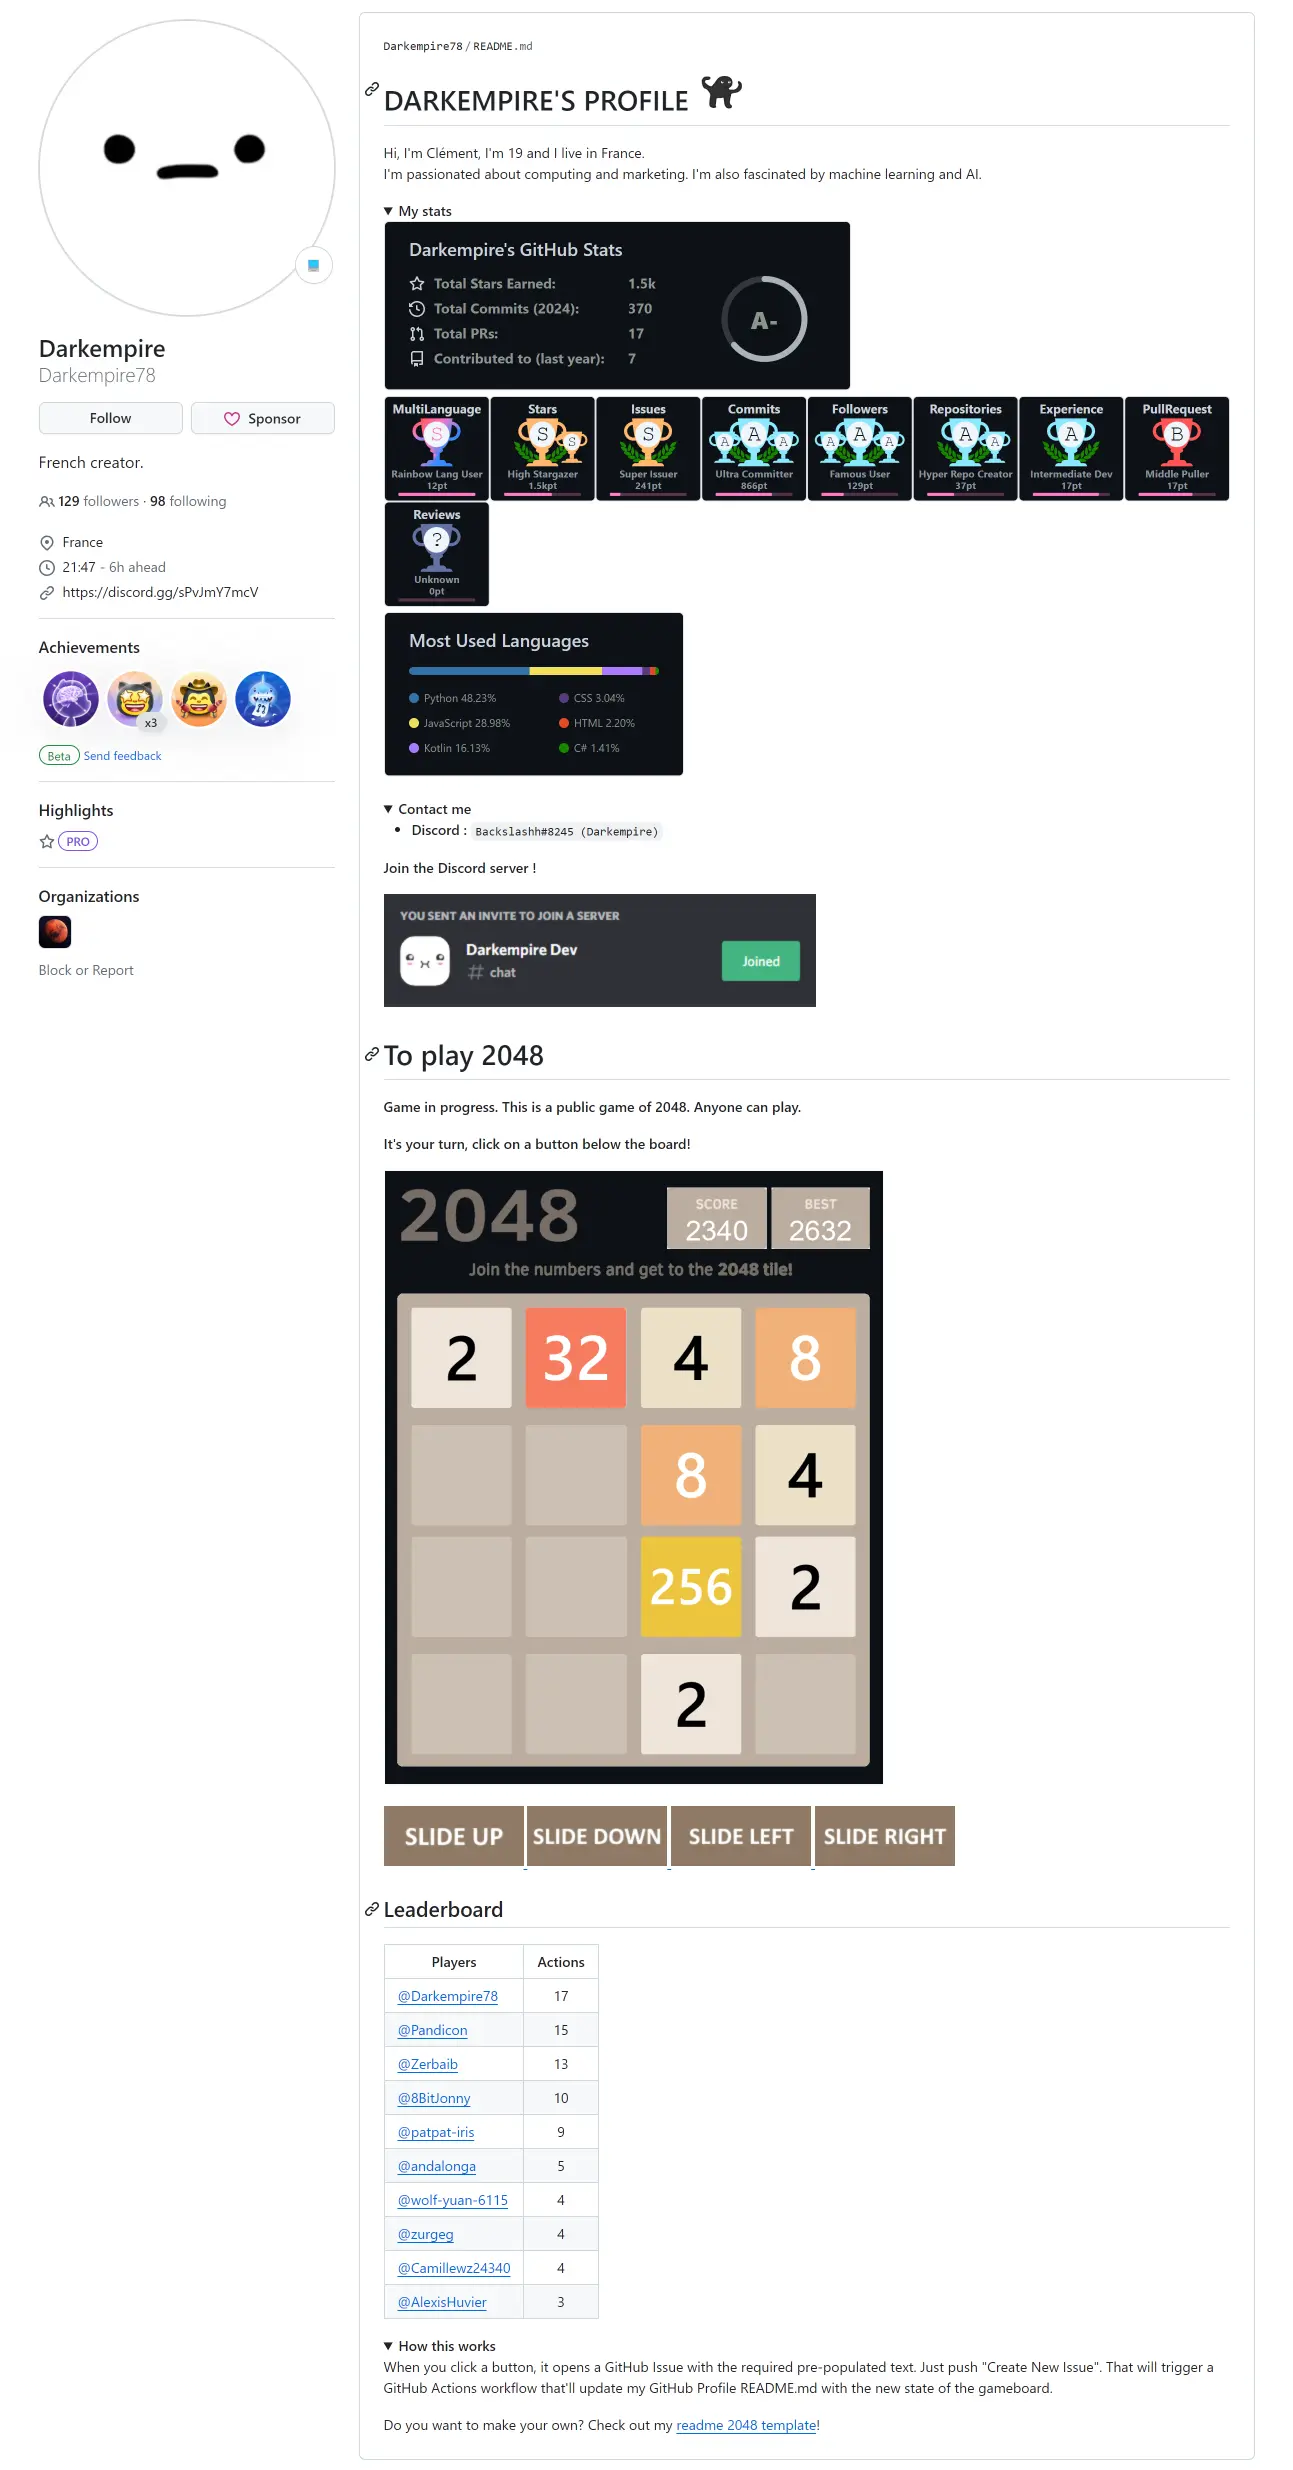 Darkempire
Darkempire78
Follow
Sponsor
French creator.
129 followers · 98 following
France
21:47 - 6h ahead
https://discord.gg/sPvJmY7mcV
Achievements
x3
Beta Send feedback
Highlights
PRO
Organizations
Block or Report
Darkempire78 / README.md
DARKEMPIRE'S PROFILE
Hi, I'm Clément, I'm 19 and I live in France.
I'm passionated about computing and marketing. I'm also fascinated by machine learning and AI.
▼ My stats
Darkempire's GitHub Stats
Total Stars Earned: 1.5k
Total Commits (2024): 370
Total PRs: 17
Contributed to (last year): 7
A-
MultiLanguage Stars Issues Commits Followers Repositories Experience PullRequest
S S S S A A A A A A A A A A B
Rainbow Lang User High Stargazer Super Issuer Ultra Committer Famous User Hyper Repo Creator Intermediate Dev Middle Puller
12pt 1.5kpt 241pt 866pt 129pt 37pt 17pt 17pt
Reviews
?
Unknown
0pt
Most Used Languages
Python 48.23% CSS 3.04%
JavaScript 28.98% HTML 2.20%
Kotlin 16.13% C# 1.41%
▼ Contact me
• Discord : Backslashh#8245 (Darkempire)
Join the Discord server !
YOU SENT AN INVITE TO JOIN A SERVER
Darkempire Dev
# chat
Joined
To play 2048
Game in progress. This is a public game of 2048. Anyone can play.
It's your turn, click on a button below the board!
2048
SCORE BEST
2340 2632
Join the numbers and get to the 2048 tile!
2 32 4 8
8 4
256 2
2
SLIDE UP SLIDE DOWN SLIDE LEFT SLIDE RIGHT
Leaderboard
Players Actions
@Darkempire78 17
@Pandicon 15
@Zerbaib 13
@8BitJonny 10
@patpat-iris 9
@andalonga 5
@wolf-yuan-6115 4
@zurgeg 4
@Camillewz24340 4
@AlexisHuvier 3
▼ How this works
When you click a button, it opens a GitHub Issue with the required pre-populated text. Just push "Create New Issue". That will trigger a
GitHub Actions workflow that'll update my GitHub Profile README.md with the new state of the gameboard.
Do you want to make your own? Check out my readme 2048 template!